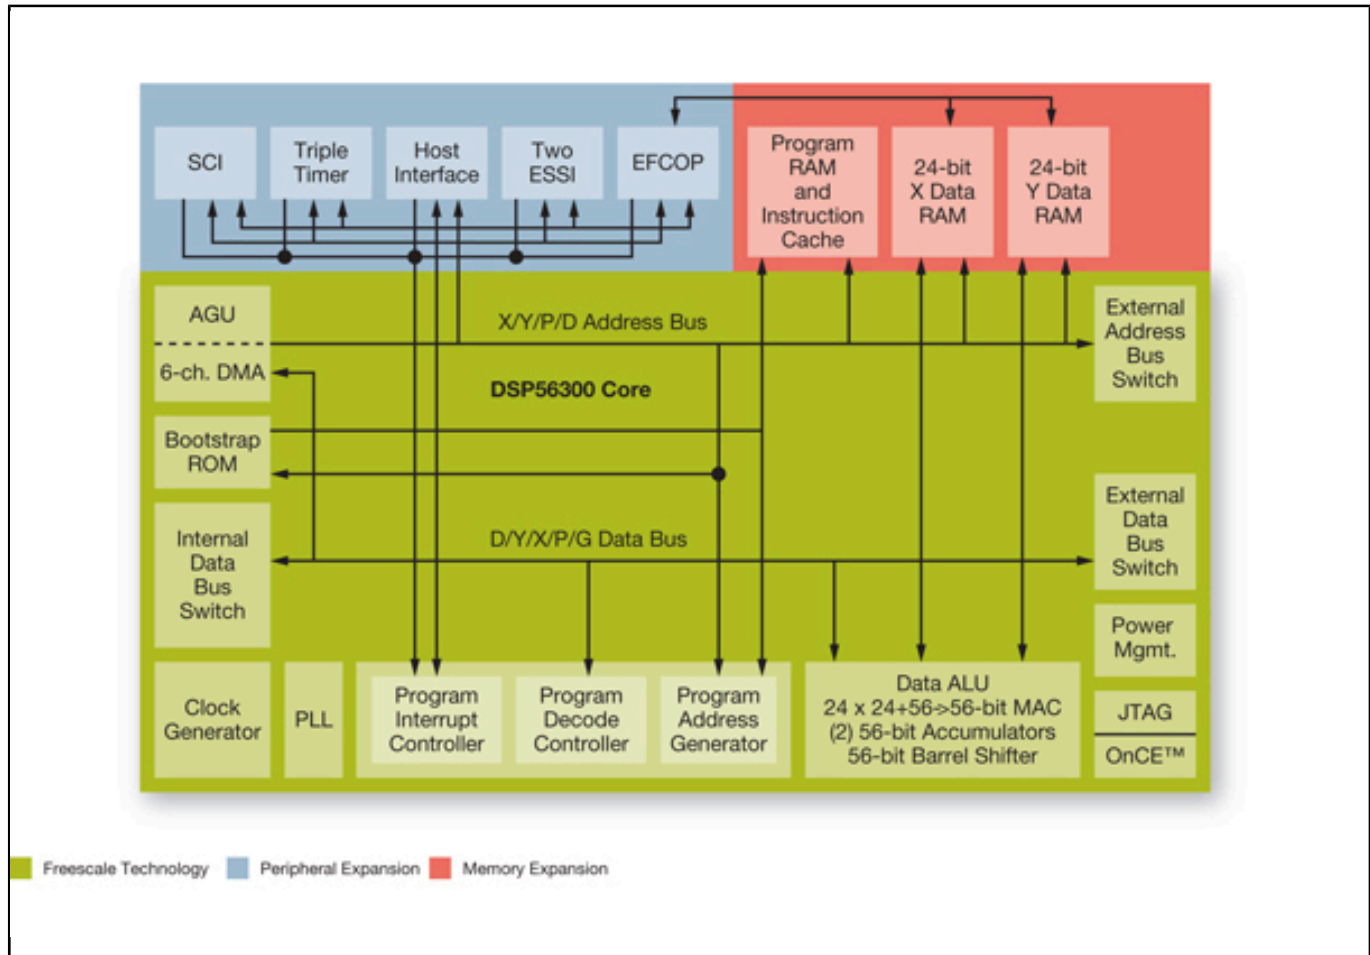 SCI
Triple
Timer
Host
Interface
Two
ESSI
EFCOP
Program
RAM
and
Instruction
Cache
24-bit
X Data
RAM
24-bit
Y Data
RAM
AGU
6-ch. DMA
X/Y/P/D Address Bus
External
Address
Bus
Switch
DSP56300 Core
Bootstrap
ROM
Internal
Data
Bus
Switch
D/Y/X/P/G Data Bus
External
Data
Bus
Switch
Power
Mgmt.
Clock
Generator
PLL
Program
Interrupt
Controller
Program
Decode
Controller
Program
Address
Generator
Data ALU
24 x 24+56->56-bit MAC
(2) 56-bit Accumulators
56-bit Barrel Shifter
JTAG
OnCE™
Freescale Technology
Peripheral Expansion
Memory Expansion